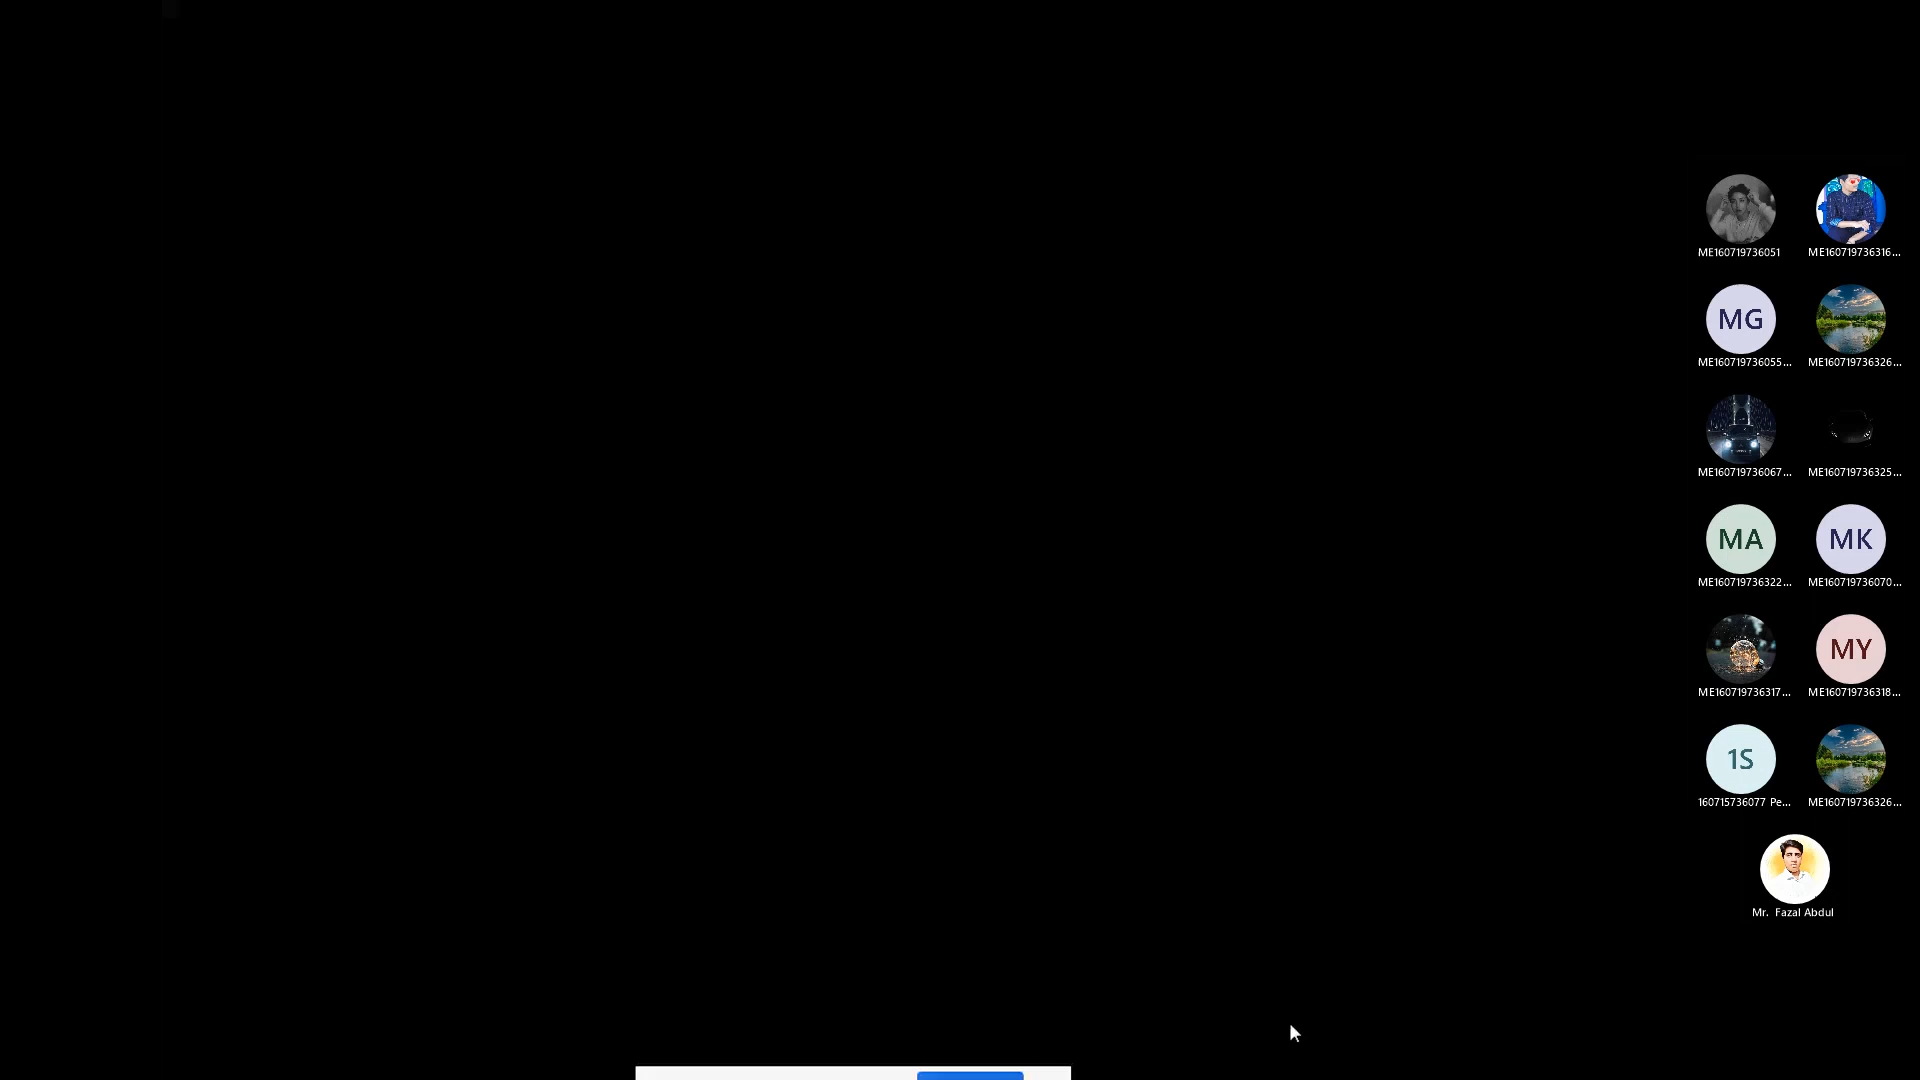 ME160719736051 ME160719736316...
MG
ME160719736055... ME160719736326...
ME160719736067... ME160719736325...
MA MK
ME160719736322... ME160719736070...
MY
ME160719736317... ME160719736318...
1S
160715736077 Pe... ME160719736326...
Mr. Fazal Abdul